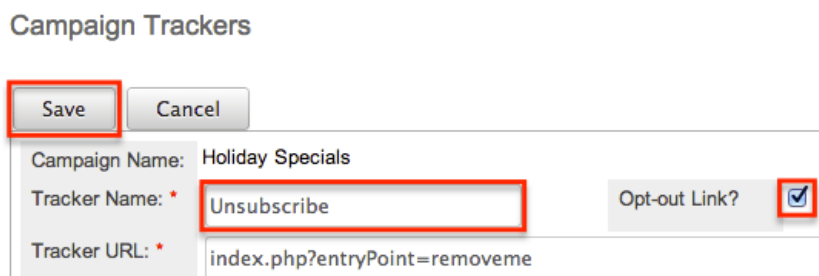 Campaign Trackers
Save Cancel
Campaign Name: Holiday Specials
Tracker Name: * Unsubscribe Opt-out Link?
Tracker URL: * index.php?entryPoint=removeme